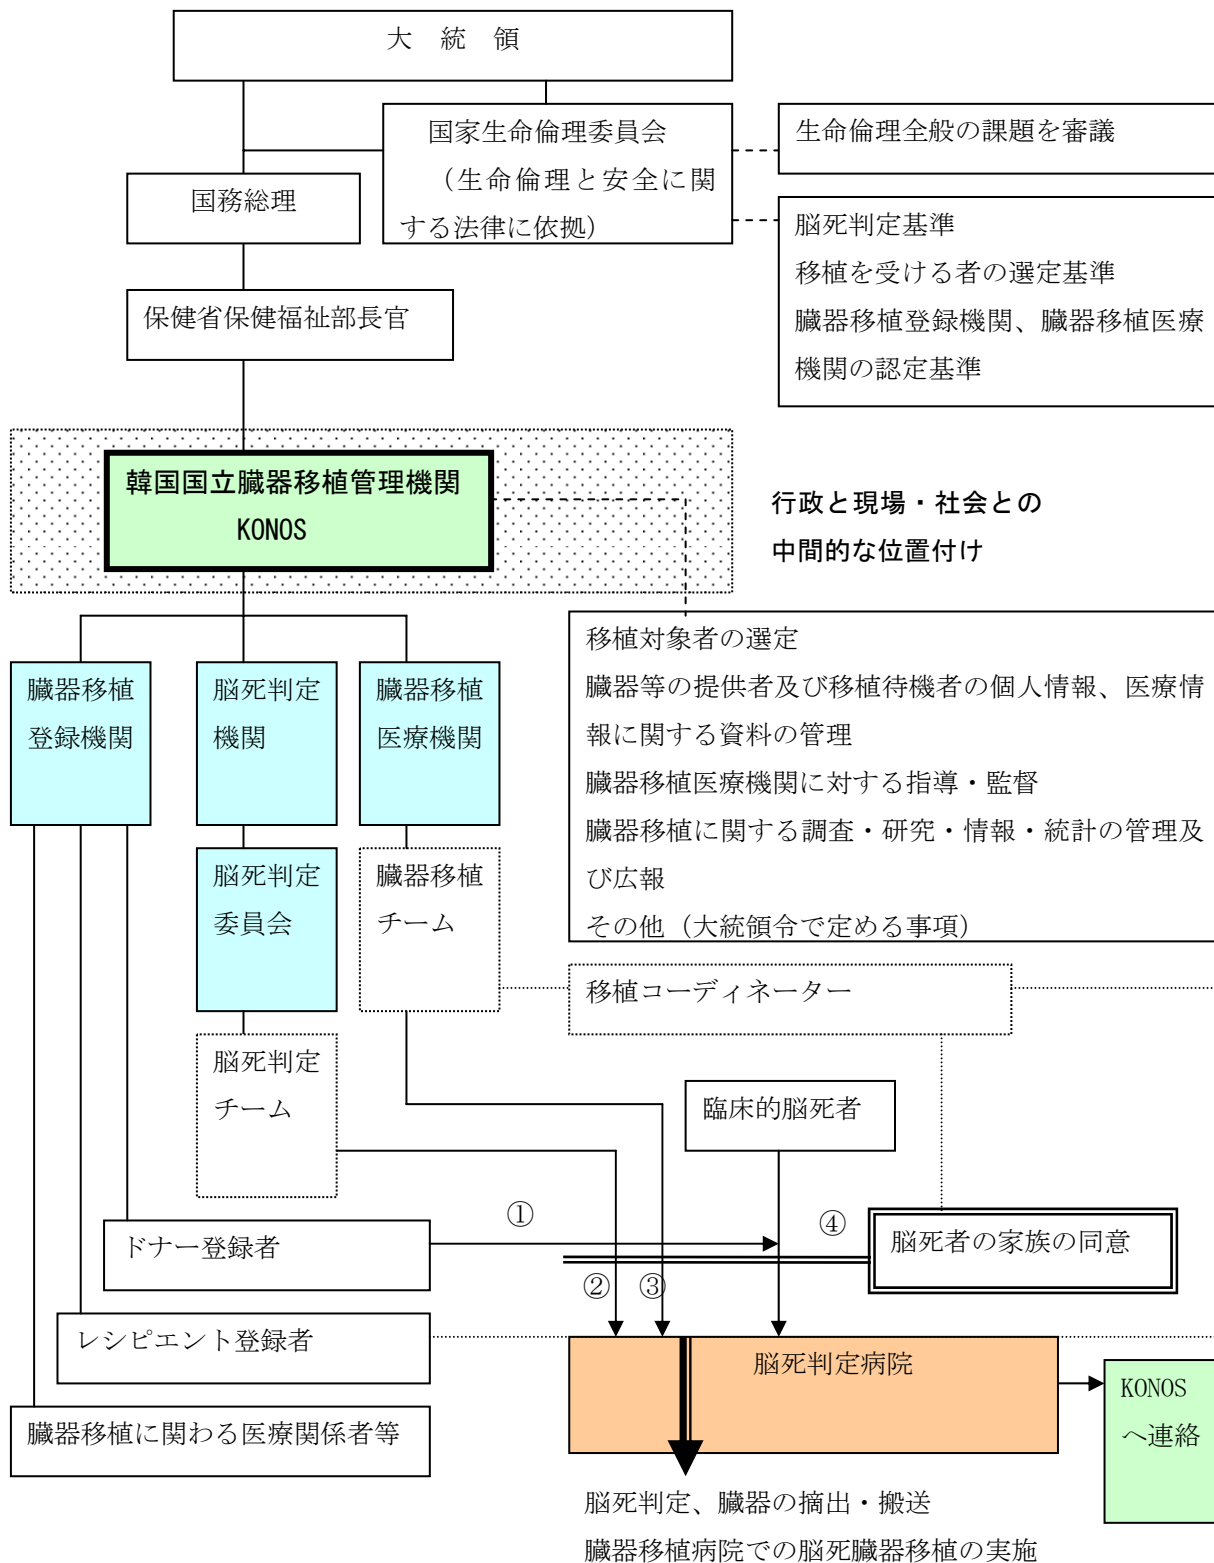 大　統　領
国家生命倫理委員会
（生命倫理と安全に関
する法律に依拠）
生命倫理全般の課題を審議
国務総理
脳死判定基準
移植を受ける者の選定基準
臓器移植登録機関、臓器移植医療
機関の認定基準
保健省保健福祉部長官
韓国国立臓器移植管理機関
KONOS
行政と現場・社会との
中間的な位置付け
臓器移植
登録機関
脳死判定
機関
臓器移植
医療機関
移植対象者の選定
臓器等の提供者及び移植待機者の個人情報、医療情
報に関する資料の管理
臓器移植医療機関に対する指導・監督
臓器移植に関する調査・研究・情報・統計の管理及
び広報
その他（大統領令で定める事項）
脳死判定
委員会
臓器移植
チーム
移植コーディネーター
脳死判定
チーム
臨床的脳死者
①
④
ドナー登録者
脳死者の家族の同意
②
③
レシピエント登録者
脳死判定病院
KONOS
へ連絡
臓器移植に関わる医療関係者等
脳死判定、臓器の摘出・搬送
臓器移植病院での脳死臓器移植の実施